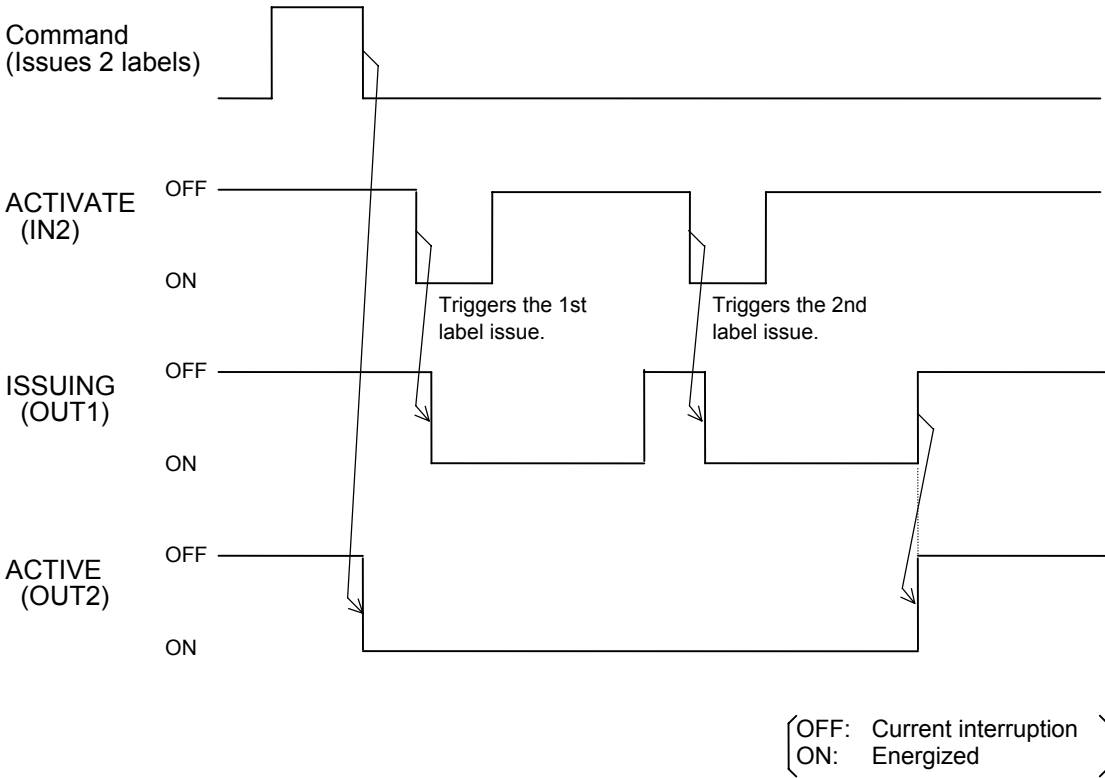 Command
(Issues 2 labels)
ACTIVATE
(IN2)
OFF
ON
Triggers the 1st
label issue.
Triggers the 2nd
label issue.
ISSUING
(OUT1)
OFF
ON
ACTIVE
(OUT2)
OFF
ON
OFF: Current interruption
ON: Energized